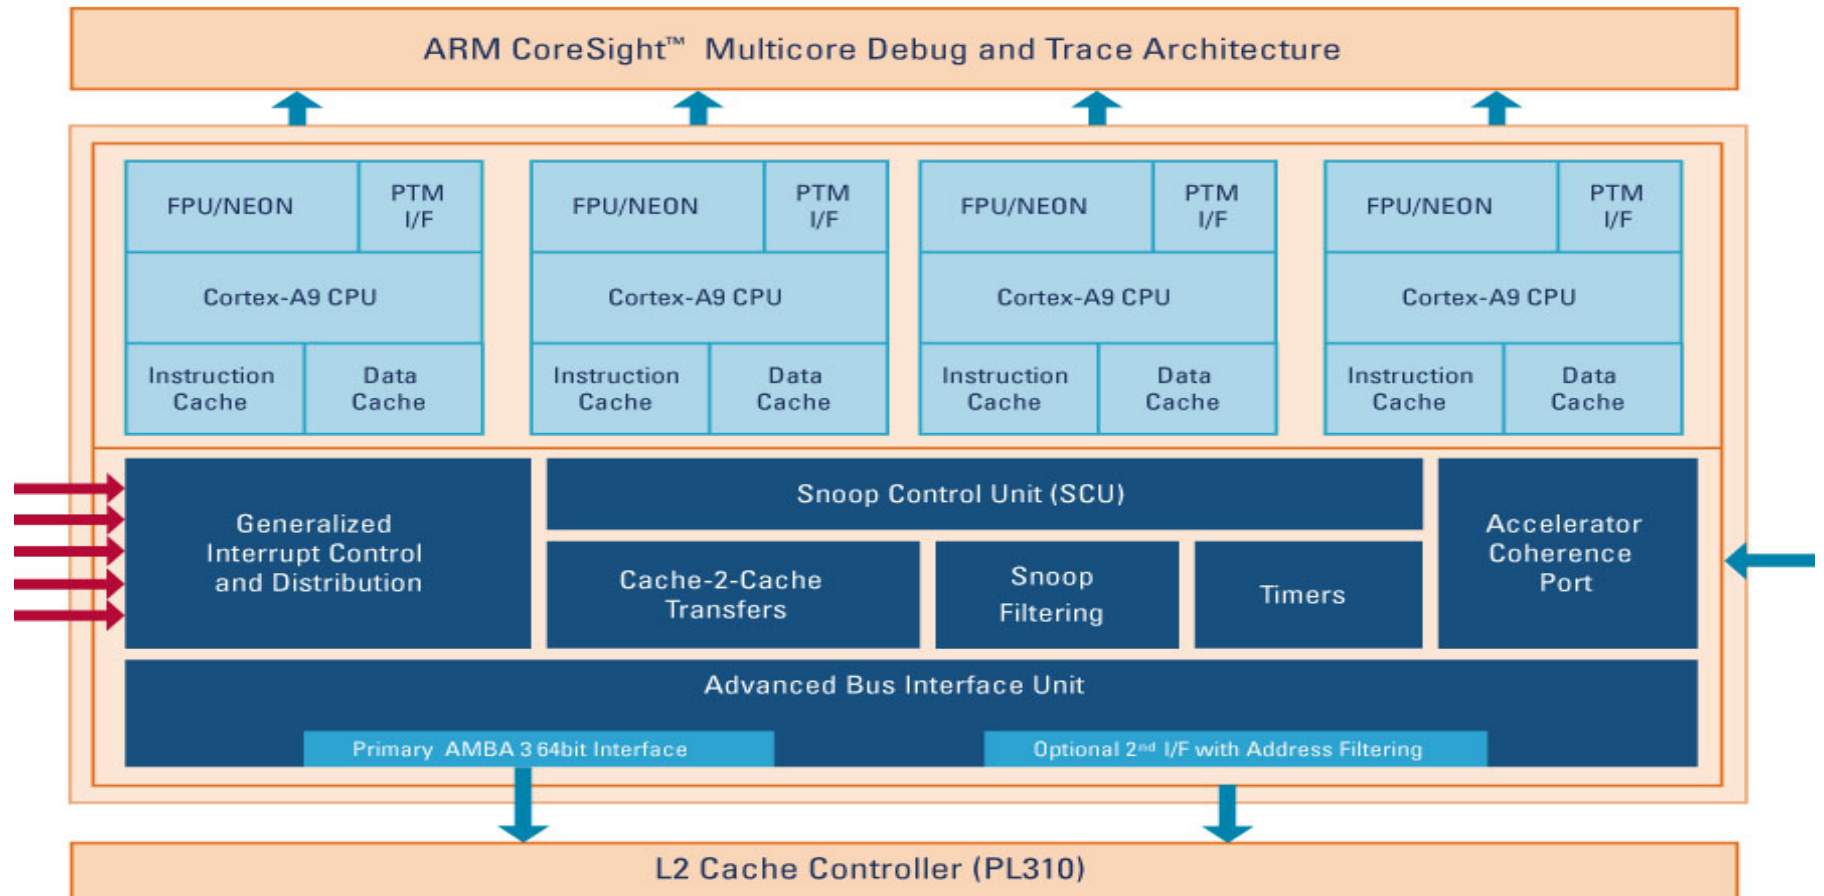 ARM CoreSight™ Multicore Debug and Trace Architecture
FPU/NEON
PTM
I/F
Cortex-A9 CPU
Instruction
Cache
Data
Cache
FPU/NEON
PTM
I/F
Cortex-A9 CPU
Instruction
Cache
Data
Cache
FPU/NEON
PTM
I/F
Cortex-A9 CPU
Instruction
Cache
Data
Cache
FPU/NEON
PTM
I/F
Cortex-A9 CPU
Instruction
Cache
Data
Cache
Generalized
Interrupt Control
and Distribution
Snoop Control Unit (SCU)
Cache-2-Cache
Transfers
Snoop
Filtering
Timers
Accelerator
Coherence
Port
Advanced Bus Interface Unit
Primary AMBA 3 64bit Interface
Optional 2nd I/F with Address Filtering
L2 Cache Controller (PL310)